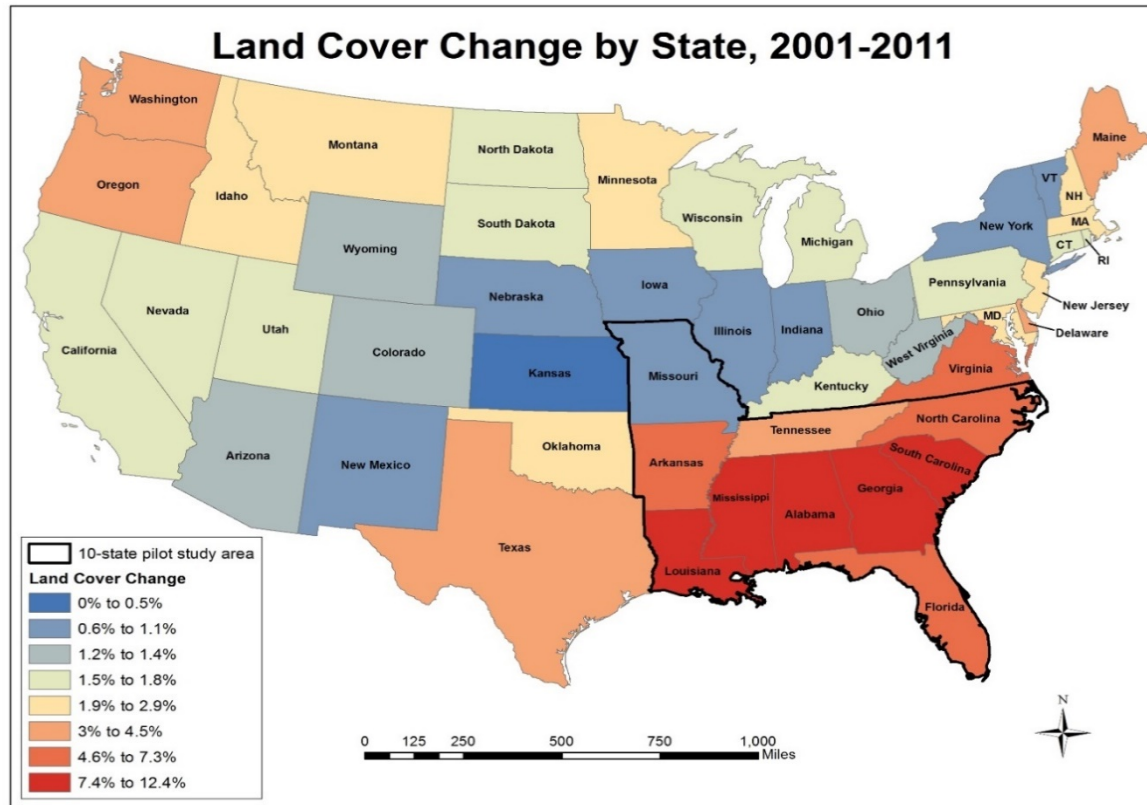 Land Cover Change by State, 2001-2011
Washington
Oregon
California
Nevada
Idaho
Montana
Wyoming
Utah
Colorado
Arizona
New Mexico
North Dakota
South Dakota
Nebraska
Kansas
Oklahoma
Texas
Minnesota
Iowa
Missouri
Arkansas
Louisiana
Wisconsin
Illinois
Michigan
Indiana
Ohio
Kentucky
Tennessee
Mississippi
Alabama
Georgia
Florida
South Carolina
North Carolina
Virginia
West Virginia
Pennsylvania
New York
VT
NH
MA
CT
RI
Maine
New Jersey
MD
Delaware
10-state pilot study area
Land Cover Change
0% to 0.5%
0.6% to 1.1%
1.2% to 1.4%
1.5% to 1.8%
1.9% to 2.9%
3% to 4.5%
4.6% to 7.3%
7.4% to 12.4%
0 125 250 500 750 1,000
Miles
N